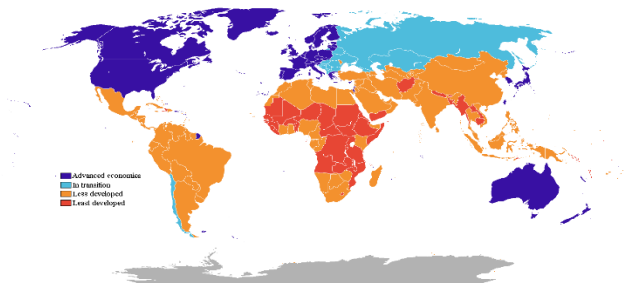 Advanced economies
In transition
Less developed
Least developed